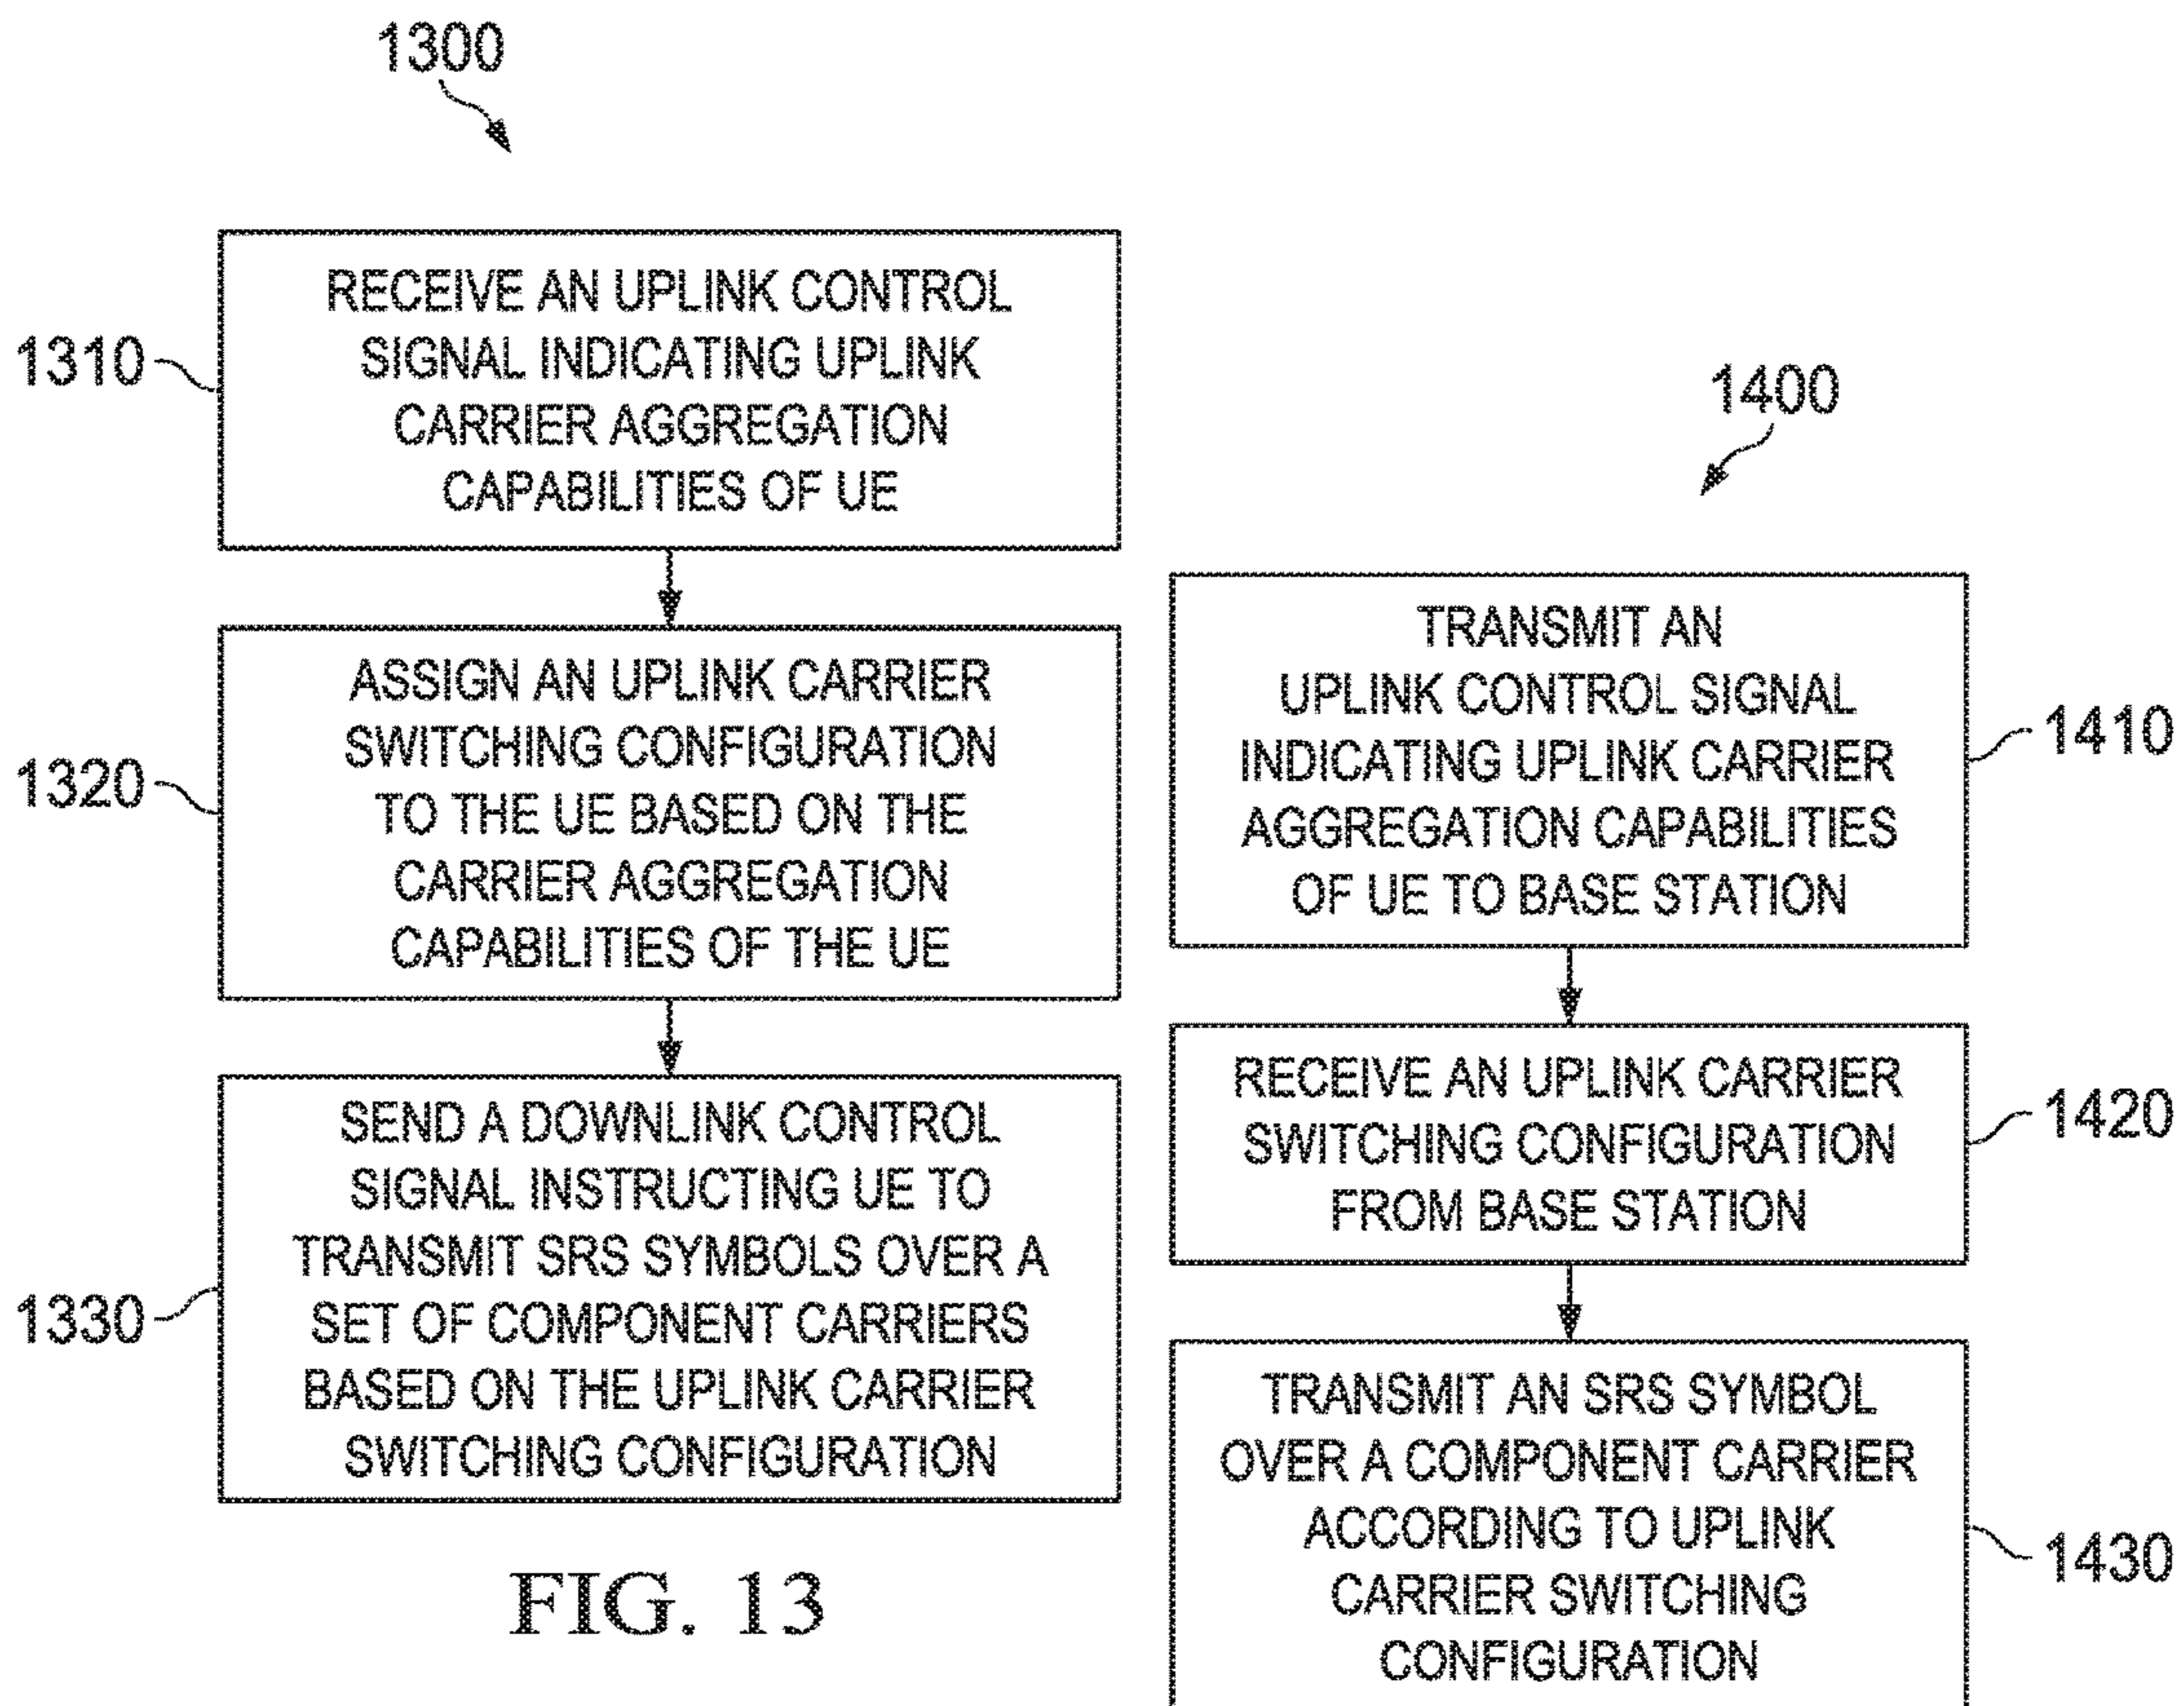 1300
RECEIVE AN UPLINK CONTROL
SIGNAL INDICATING UPLINK
CARRIER AGGREGATION
CAPABILITIES OF UE
1310
ASSIGN AN UPLINK CARRIER
SWITCHING CONFIGURATION
TO THE UE BASED ON THE
CARRIER AGGREGATION
CAPABILITIES OF THE UE
1320
SEND A DOWNLINK CONTROL
SIGNAL INSTRUCTING UE TO
TRANSMIT SRS SYMBOLS OVER A
SET OF COMPONENT CARRIERS
BASED ON THE UPLINK CARRIER
SWITCHING CONFIGURATION
1330
FIG. 13
1400
TRANSMIT AN
UPLINK CONTROL SIGNAL
INDICATING UPLINK CARRIER
AGGREGATION CAPABILITIES
OF UE TO BASE STATION
1410
RECEIVE AN UPLINK CARRIER
SWITCHING CONFIGURATION
FROM BASE STATION
1420
TRANSMIT AN SRS SYMBOL
OVER A COMPONENT CARRIER
ACCORDING TO UPLINK
CARRIER SWITCHING
CONFIGURATION
1430